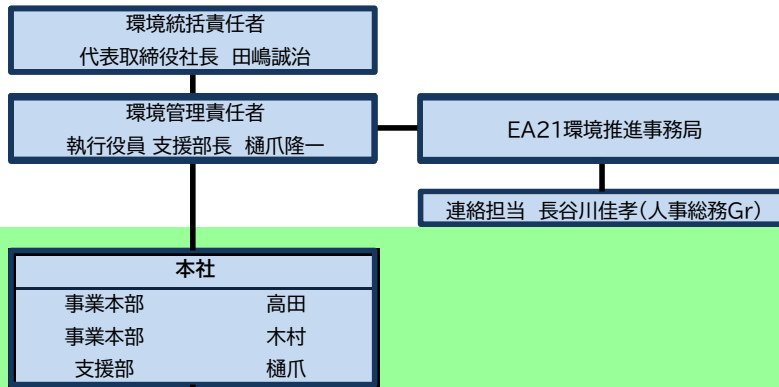 環境統括責任者
代表取締役社長 田嶋誠治
環境管理責任者
執行役員 支援部長 樋爪隆一
EA21環境推進事務局
連絡担当 長谷川佳孝(人事総務Gr)
本社
事業本部 高田
事業本部 木村
支援部 樋爪